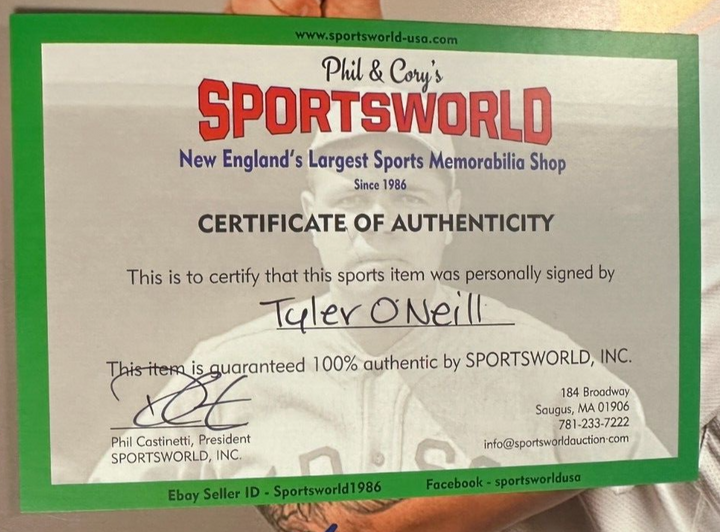 www.sportsworld-usa.com
Phil & Cory's
SPORTSWORLD
New England's Largest Sports Memorabilia Shop
Since 1986
CERTIFICATE OF AUTHENTICITY
This is to certify that this sports item was personally signed by
Tyler O'Neill
This item is guaranteed 100% authentic by SPORTSWORLD, INC.
184 Broadway
Saugus, MA 01906
781-233-7222
info@sportsworldauction.com
Phil Castinetti, President
SPORTSWORLD, INC.
Ebay Seller ID - Sportsworld1986
Facebook - sportsworldusa